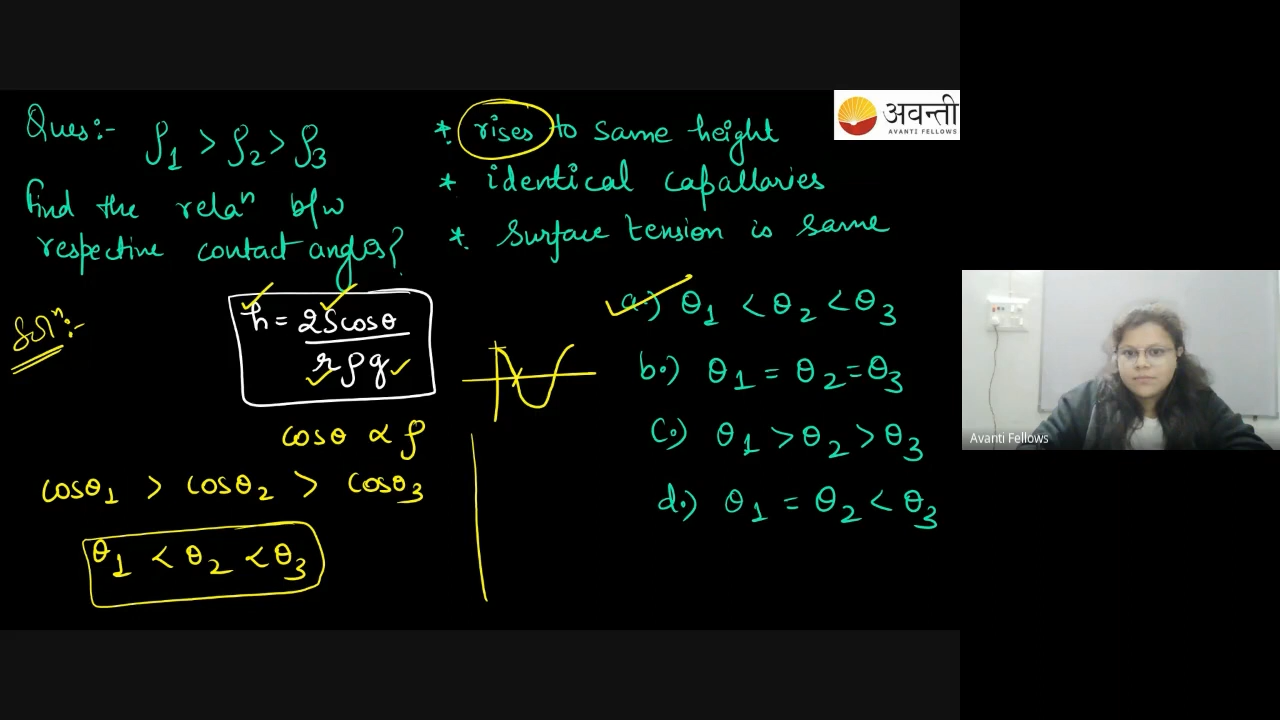 Ques:- ρ1 > ρ2 > ρ3
find the relaⁿ b/w
respective contact angles?
* rises to same height
* identical capallaries
* surface tension is same
अवन्ती
AVANTI FELLOWS
Solⁿ:-
h = 2Scosθ
rρg
cosθ ∝ ρ
cosθ1 > cosθ2 > cosθ3
θ1 < θ2 < θ3
a.) θ1 < θ2 < θ3
b.) θ1 = θ2 = θ3
c.) θ1 > θ2 > θ3
d.) θ1 = θ2 < θ3
Avanti Fellows